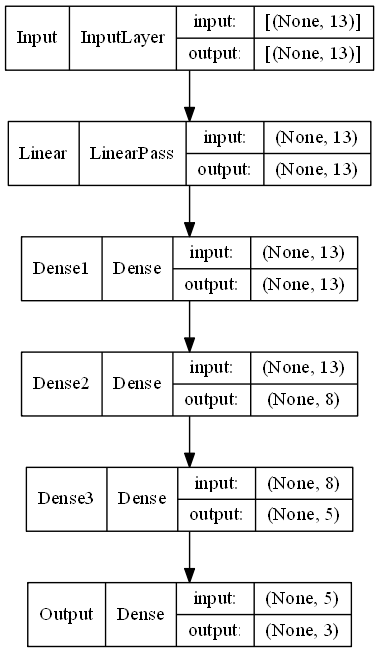 Input InputLayer input: [(None, 13)]
output: [(None, 13)]
Linear LinearPass input: (None, 13)
output: (None, 13)
Dense1 Dense input: (None, 13)
output: (None, 13)
Dense2 Dense input: (None, 13)
output: (None, 8)
Dense3 Dense input: (None, 8)
output: (None, 5)
Output Dense input: (None, 5)
output: (None, 3)